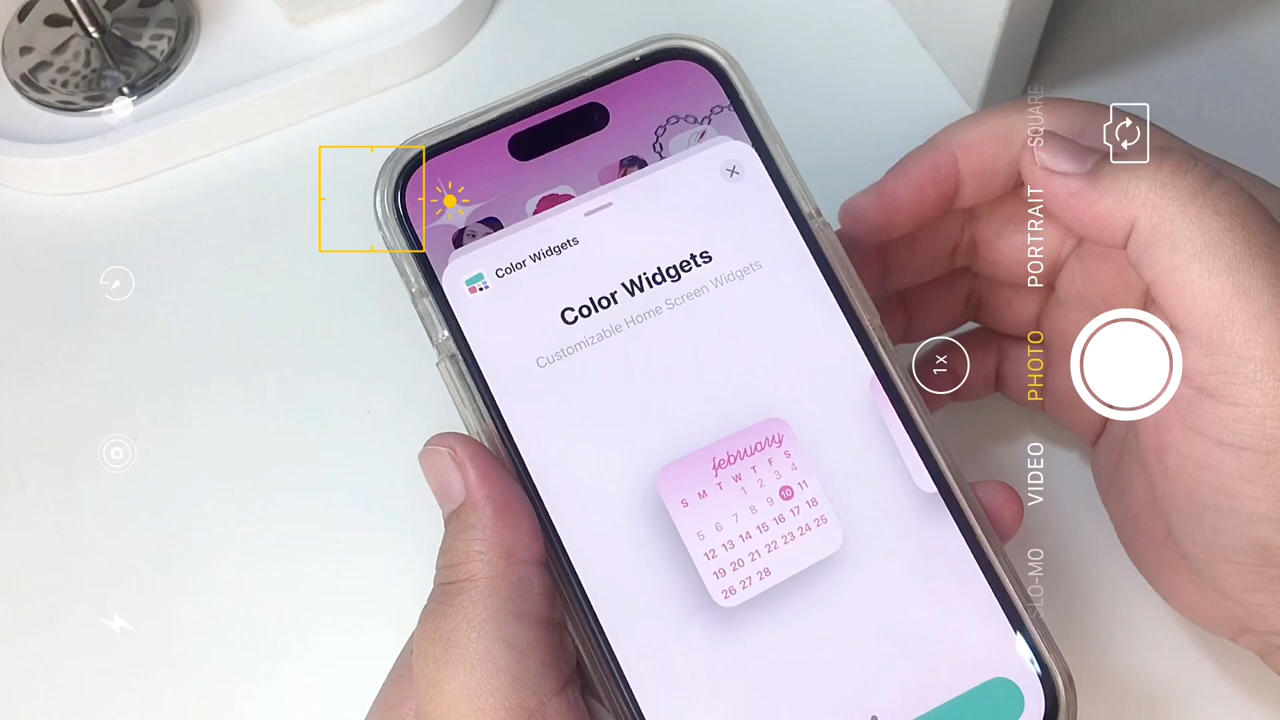 Color Widgets
Color Widgets
Customizable Home Screen Widgets
february
S M T W T F S
1 2 3 4
5 6 7 8 9 10 11
12 13 14 15 16 17 18
19 20 21 22 23 24 25
26 27 28
1x
SQUARE
PORTRAIT
PHOTO
VIDEO
SLO-MO